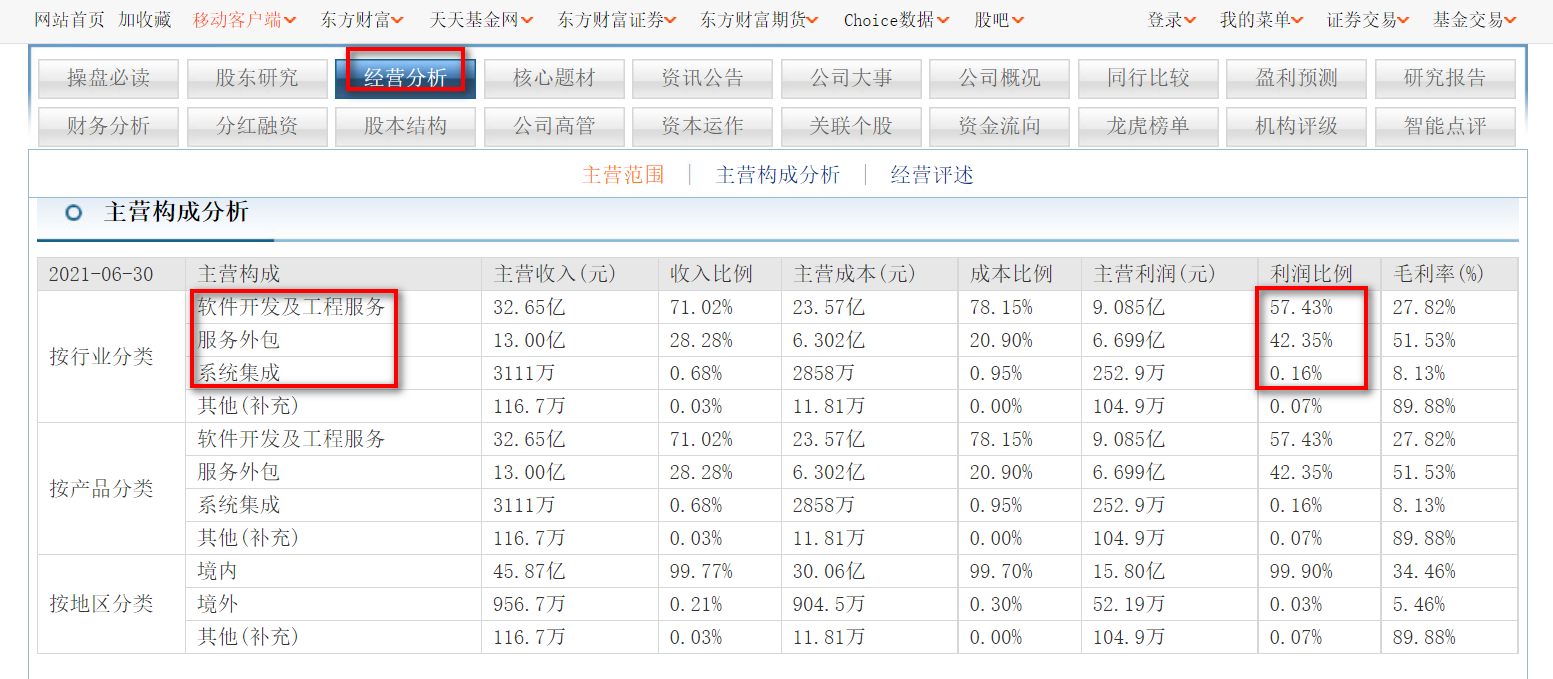 网站首页 加收藏 移动客户端 东方财富 天天基金网 东方财富证券 东方财富期货 Choice数据 股吧 登录 我的菜单 证券交易 基金交易
操盘必读 股东研究 经营分析 核心题材 资讯公告 公司大事 公司概况 同行比较 盈利预测 研究报告
财务分析 分红融资 股本结构 公司高管 资本运作 关联个股 资金流向 龙虎榜单 机构评级 智能点评
主营范围 主营构成分析 经营评述
主营构成分析
2021-06-30 主营构成 主营收入(元) 收入比例 主营成本(元) 成本比例 主营利润(元) 利润比例 毛利率(%)
按行业分类
软件开发及工程服务 32.65亿 71.02% 23.57亿 78.15% 9.085亿 57.43% 27.82%
服务外包 13.00亿 28.28% 6.302亿 20.90% 6.699亿 42.35% 51.53%
系统集成 3111万 0.68% 2858万 0.95% 252.9万 0.16% 8.13%
其他(补充) 116.7万 0.03% 11.81万 0.00% 104.9万 0.07% 89.88%
按产品分类
软件开发及工程服务 32.65亿 71.02% 23.57亿 78.15% 9.085亿 57.43% 27.82%
服务外包 13.00亿 28.28% 6.302亿 20.90% 6.699亿 42.35% 51.53%
系统集成 3111万 0.68% 2858万 0.95% 252.9万 0.16% 8.13%
其他(补充) 116.7万 0.03% 11.81万 0.00% 104.9万 0.07% 89.88%
按地区分类
境内 45.87亿 99.77% 30.06亿 99.70% 15.80亿 99.90% 34.46%
境外 956.7万 0.21% 904.5万 0.30% 52.19万 0.03% 5.46%
其他(补充) 116.7万 0.03% 11.81万 0.00% 104.9万 0.07% 89.88%